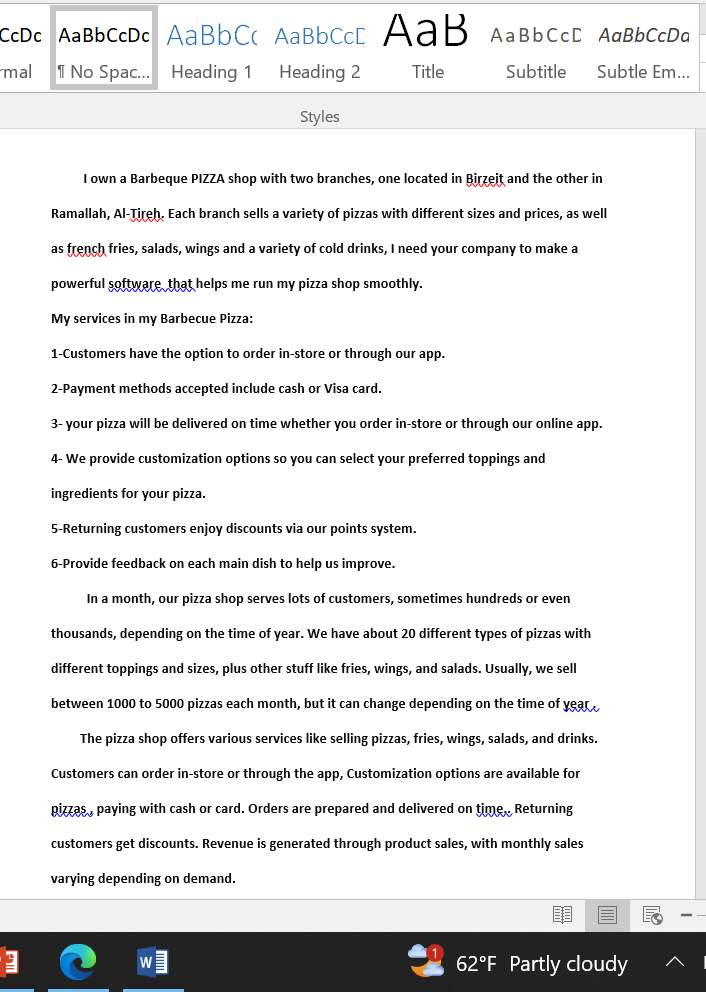 CcDc AaBbCcDc AaBbCc AaBbCcD AaB AaBbCcD AaBbCcDd
rmal ¶ No Spac... Heading 1 Heading 2 Title Subtitle Subtle Em...
Styles
I own a Barbeque PIZZA shop with two branches, one located in Birzeit and the other in
Ramallah, Al-Tireh. Each branch sells a variety of pizzas with different sizes and prices, as well
as french fries, salads, wings and a variety of cold drinks, I need your company to make a
powerful software that helps me run my pizza shop smoothly.
My services in my Barbecue Pizza:
1-Customers have the option to order in-store or through our app.
2-Payment methods accepted include cash or Visa card.
3- your pizza will be delivered on time whether you order in-store or through our online app.
4- We provide customization options so you can select your preferred toppings and
ingredients for your pizza.
5-Returning customers enjoy discounts via our points system.
6-Provide feedback on each main dish to help us improve.
In a month, our pizza shop serves lots of customers, sometimes hundreds or even
thousands, depending on the time of year. We have about 20 different types of pizzas with
different toppings and sizes, plus other stuff like fries, wings, and salads. Usually, we sell
between 1000 to 5000 pizzas each month, but it can change depending on the time of year .
The pizza shop offers various services like selling pizzas, fries, wings, salads, and drinks.
Customers can order in-store or through the app, Customization options are available for
pizzas , paying with cash or card. Orders are prepared and delivered on time,. Returning
customers get discounts. Revenue is generated through product sales, with monthly sales
varying depending on demand.
1
62°F Partly cloudy